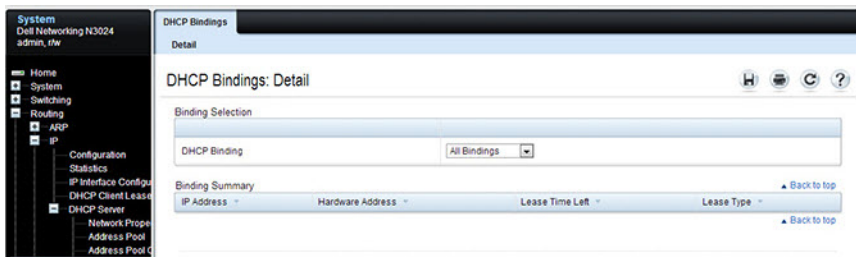 System
Dell Networking N3024
admin, r/w
Home
System
Switching
Routing
ARP
IP
Configuration
Statistics
IP Interface Configu
DHCP Client Lease
DHCP Server
Network Prope
Address Pool
Address Pool C
DHCP Bindings
Detail
DHCP Bindings: Detail
Binding Selection
DHCP Binding All Bindings
Binding Summary
Back to top
IP Address Hardware Address Lease Time Left Lease Type
Back to top